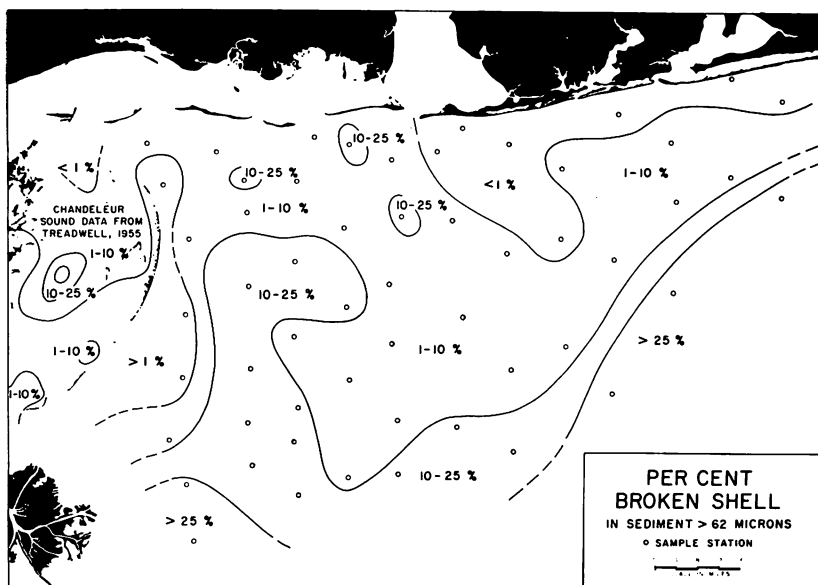 10-25 %
< 1 %
10-25 %
< 1 %
1-10 %
1-10 %
10-25 %
CHANDELEUR
SOUND DATA FROM
TREADWELL, 1955
1-10 %
10-25 %
10-25 %
1-10 %
> 1 %
1-10 %
> 25 %
1-10 %
10-25 %
> 25 %
PER CENT
BROKEN SHELL
IN SEDIMENT > 62 MICRONS
SAMPLE STATION